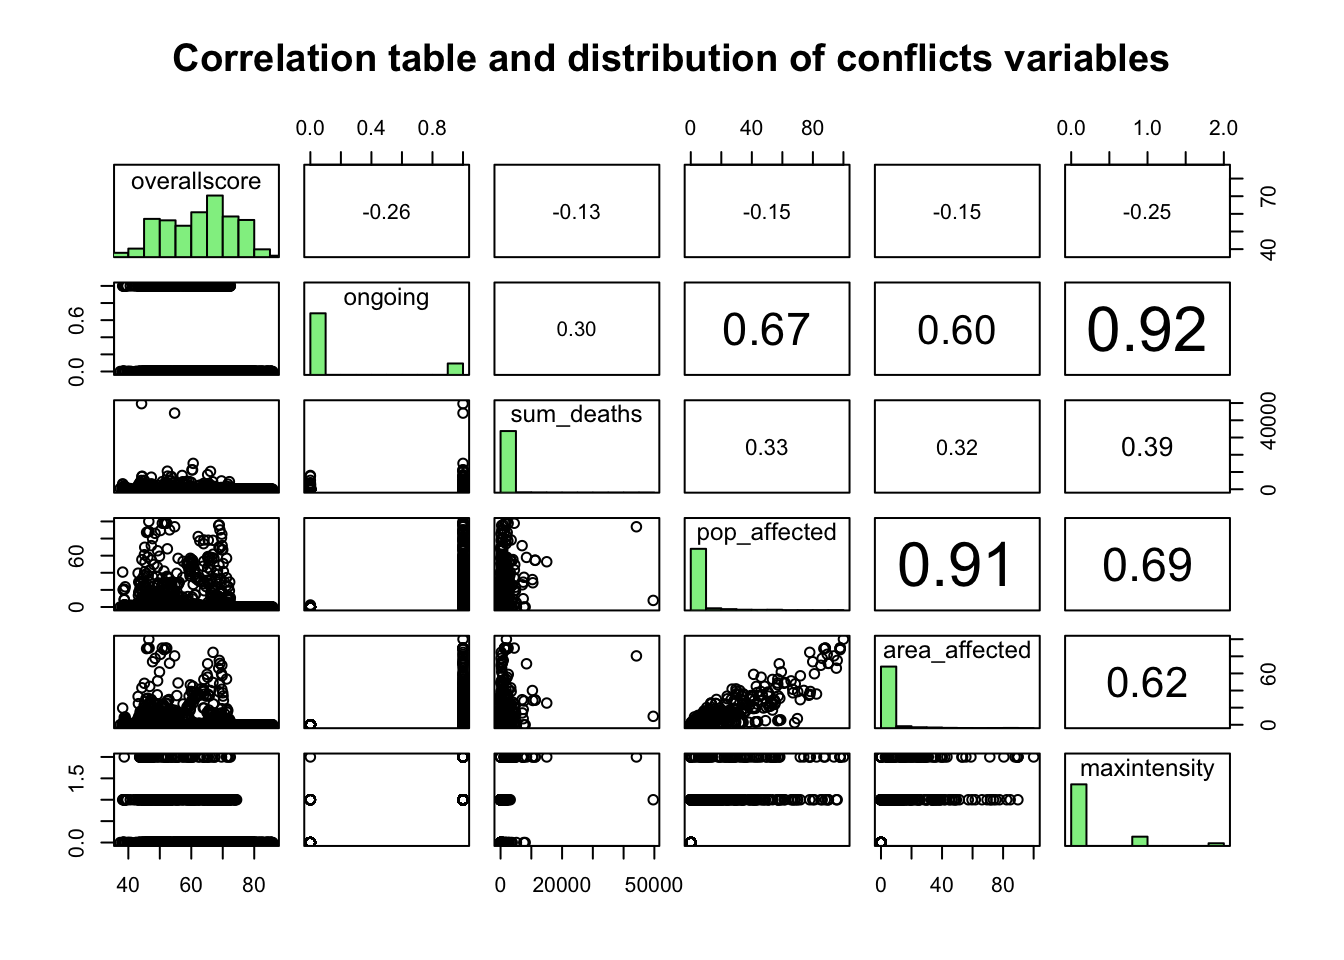 Correlation table and distribution of conflicts variables
0.0 0.4 0.8 0 40 80 0.0 1.0 2.0
overallscore -0.26 -0.13 -0.15 -0.15 -0.25 40 70
0.0 0.6 ongoing 0.30 0.67 0.60 0.92
sum_deaths 0.33 0.32 0.39 0 40000
0 60 pop_affected 0.91 0.69
area_affected 0.62 0 60
0.0 1.5 maxintensity
40 60 80 0 20000 50000 0 40 80